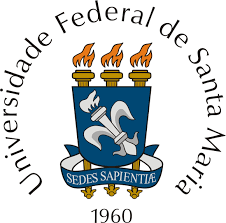 Universidade Federal de Santa Maria
SEDES SAPIENTIÆ
1960